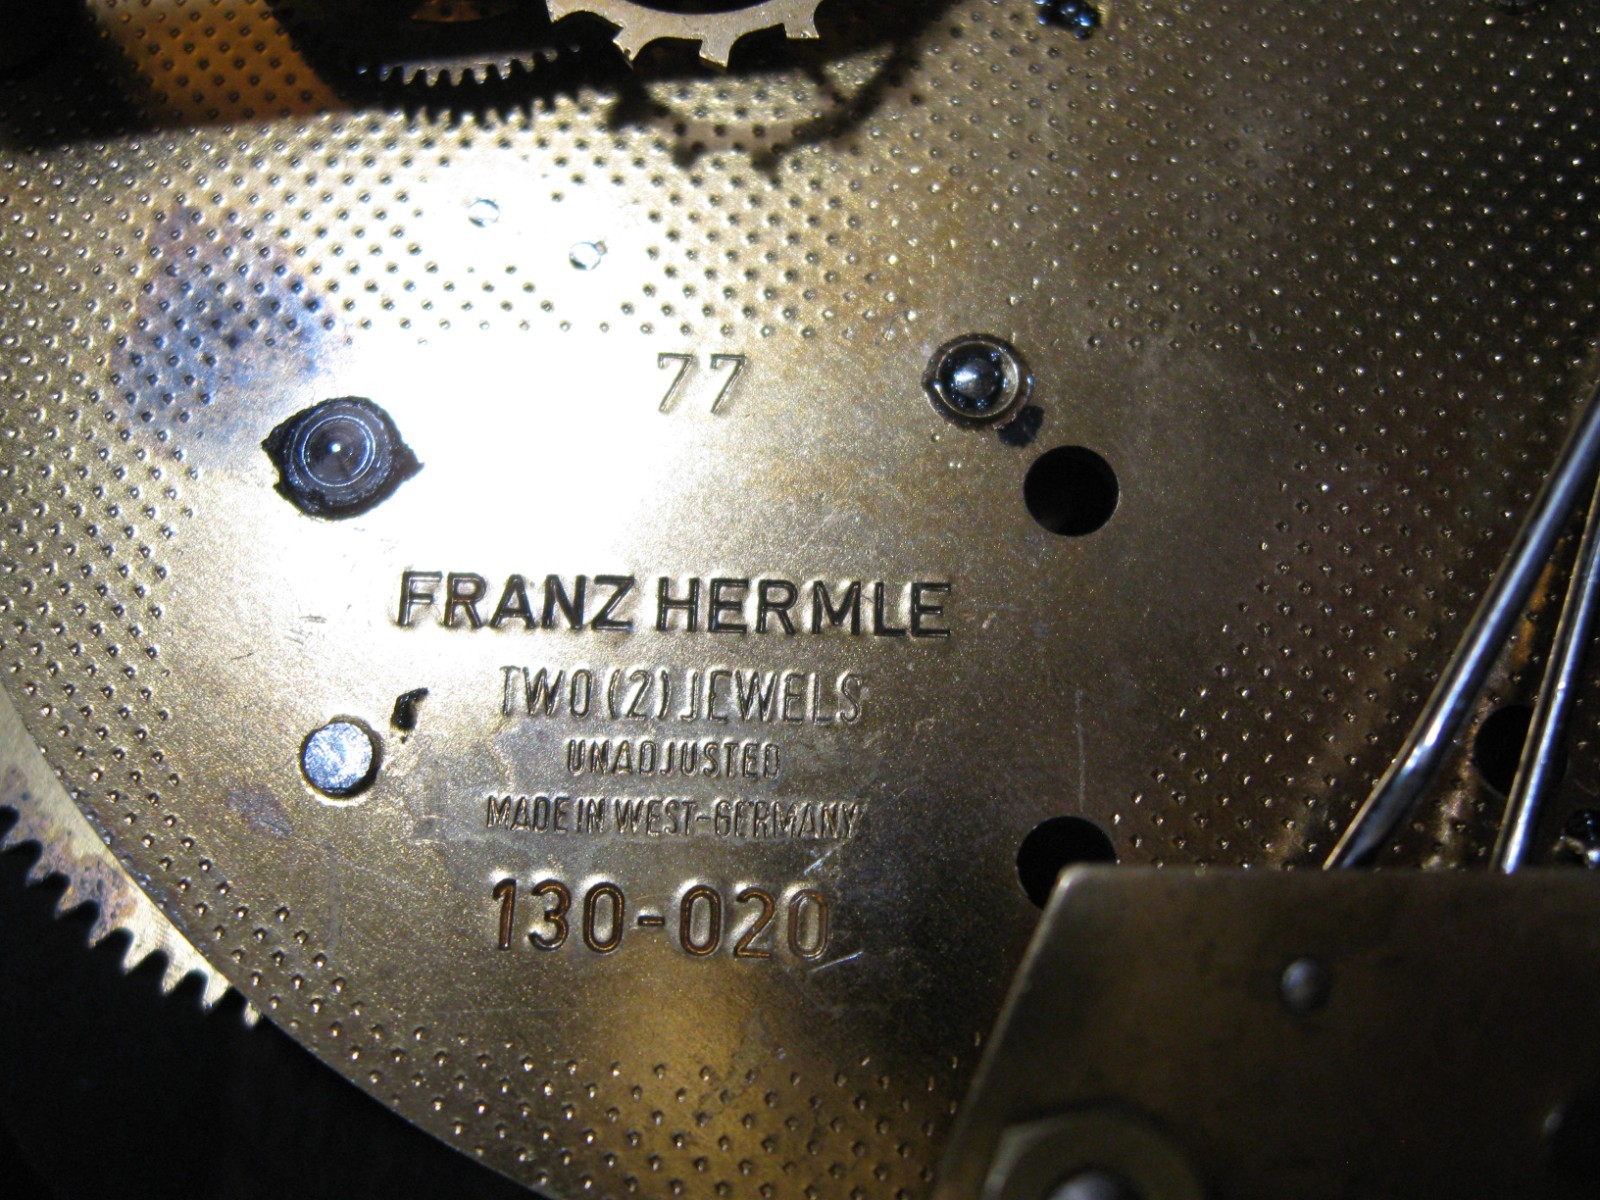 77
FRANZ HERMLE
TWO (2) JEWELS
UNADJUSTED
MADE IN WEST-GERMANY
130-020